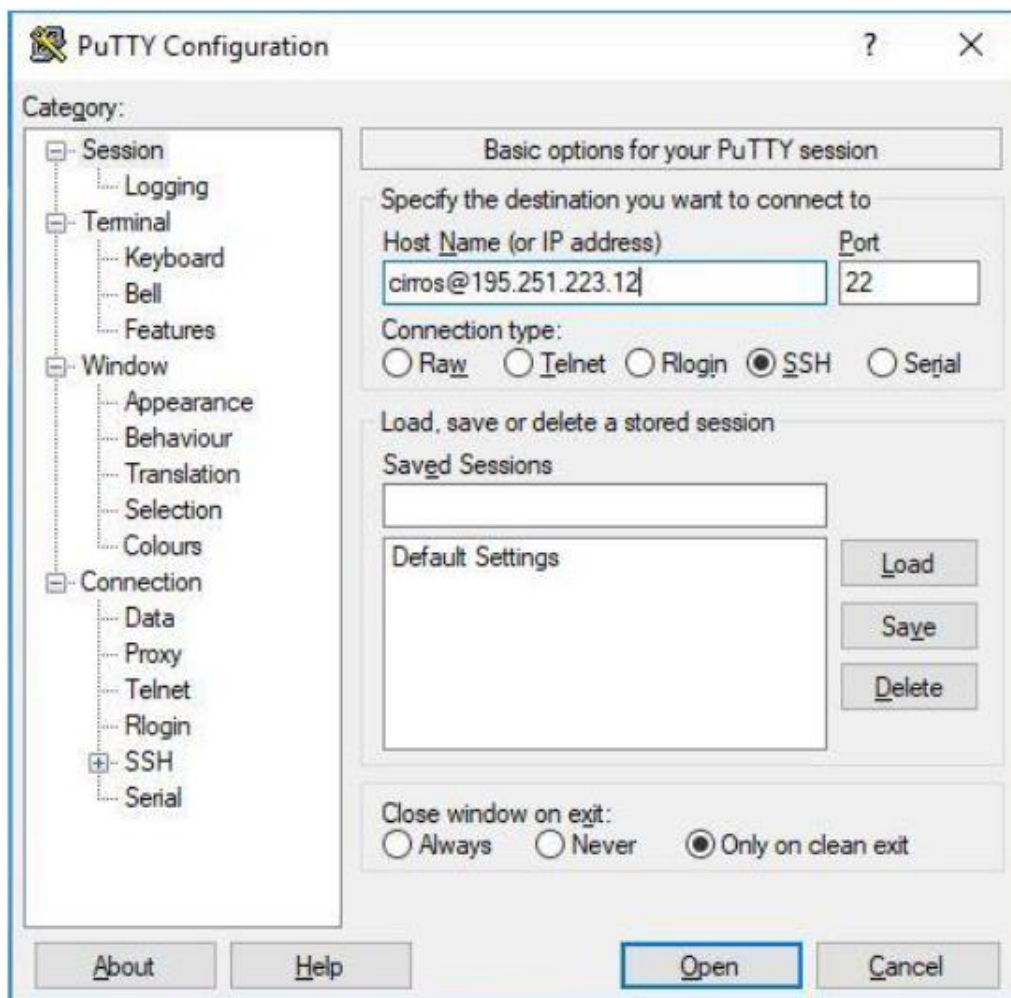 PuTTY Configuration
?
Category:
Session
Logging
Terminal
Keyboard
Bell
Features
Window
Appearance
Behaviour
Translation
Selection
Colours
Connection
Data
Proxy
Telnet
Rlogin
SSH
Serial
Basic options for your PuTTY session
Specify the destination you want to connect to
Host Name (or IP address) Port
cirros@195.251.223.12 22
Connection type:
Raw Telnet Rlogin SSH Serial
Load, save or delete a stored session
Saved Sessions
Default Settings
Load
Save
Delete
Close window on exit:
Always Never Only on clean exit
About Help Open Cancel